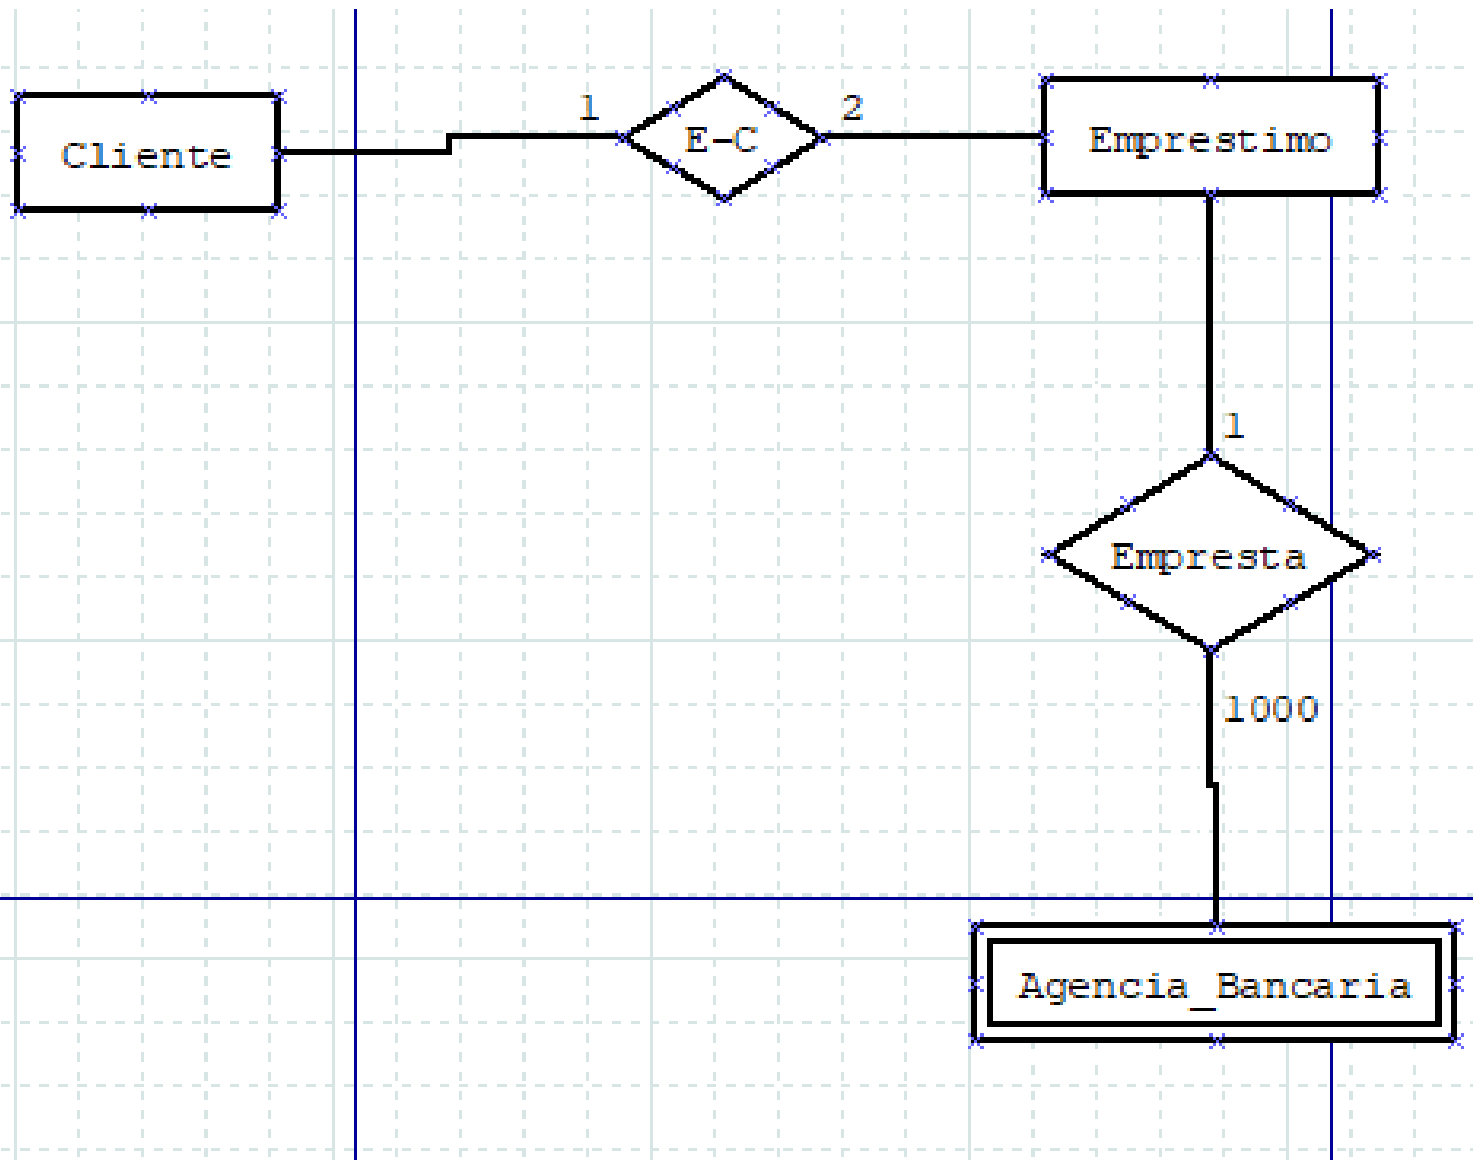 Cliente
1
E-C
2
Emprestimo
1
Empresta
1000
Agencia_Bancaria